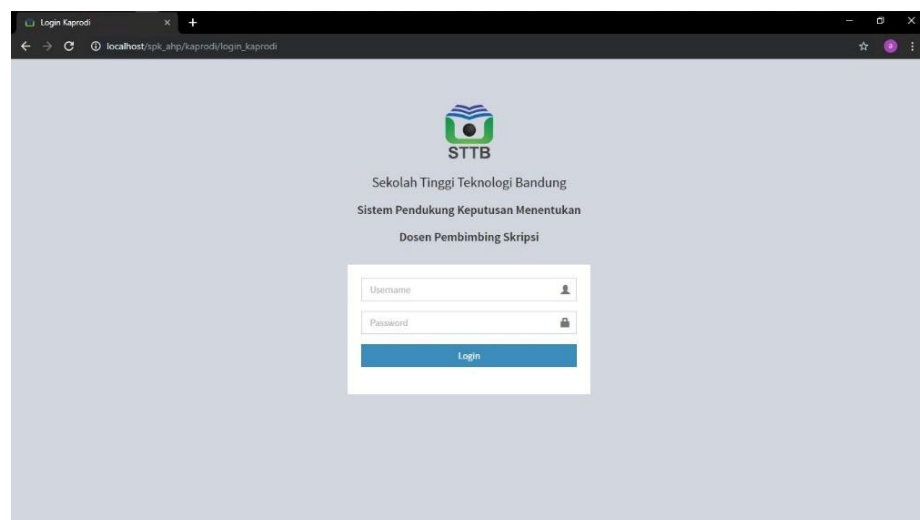 Login Kaprodi
localhost/spk_ahp/kaprodi/login_kaprodi
STTB
Sekolah Tinggi Teknologi Bandung
Sistem Pendukung Keputusan Menentukan
Dosen Pembimbing Skripsi
Username
Password
Login